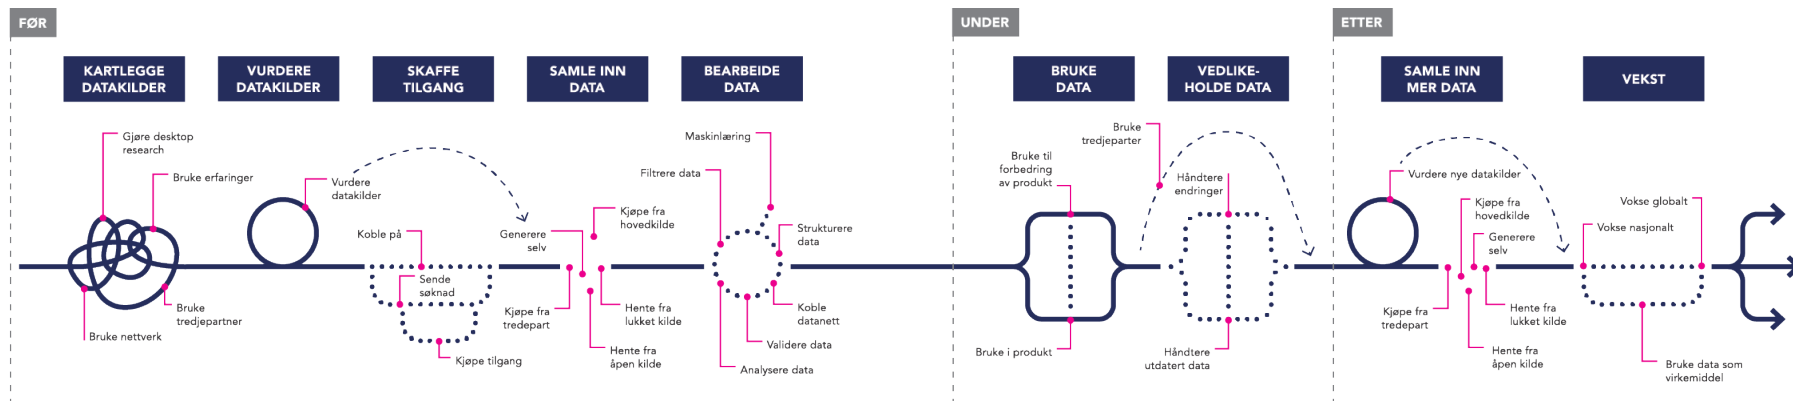 FØR
UNDER
ETTER
KARTLEGGE
DATAKILDER
VURDERE
DATAKILDER
SKAFFE
TILGANG
SAMLE INN
DATA
BEARBEIDE
DATA
BRUKE
DATA
VEDLIKE-
HOLDE DATA
SAMLE INN
MER DATA
VEKST
Gjøre desktop
research
Bruke erfaringer
Bruke nettverk
Bruke
tredjepartner
Vurdere
datakilder
Koble på
Sende
søknad
Kjøpe tilgang
Generere
selv
Kjøpe fra
hovedkilde
Kjøpe fra
tredepart
Hente fra
lukket kilde
Hente fra
åpen kilde
Maskinlæring
Filtrere data
Strukturere
data
Koble
datanett
Validere data
Analysere data
Bruke til
forbedring
av produkt
Bruke i produkt
Bruke
tredjeparter
Håndtere
endringer
Håndtere
utdatert data
Vurdere nye datakilder
Kjøpe fra
hovedkilde
Generere
selv
Kjøpe fra
tredepart
Hente fra
lukket kilde
Hente fra
åpen kilde
Vokse globalt
Vokse nasjonalt
Bruke data som
virkemiddel